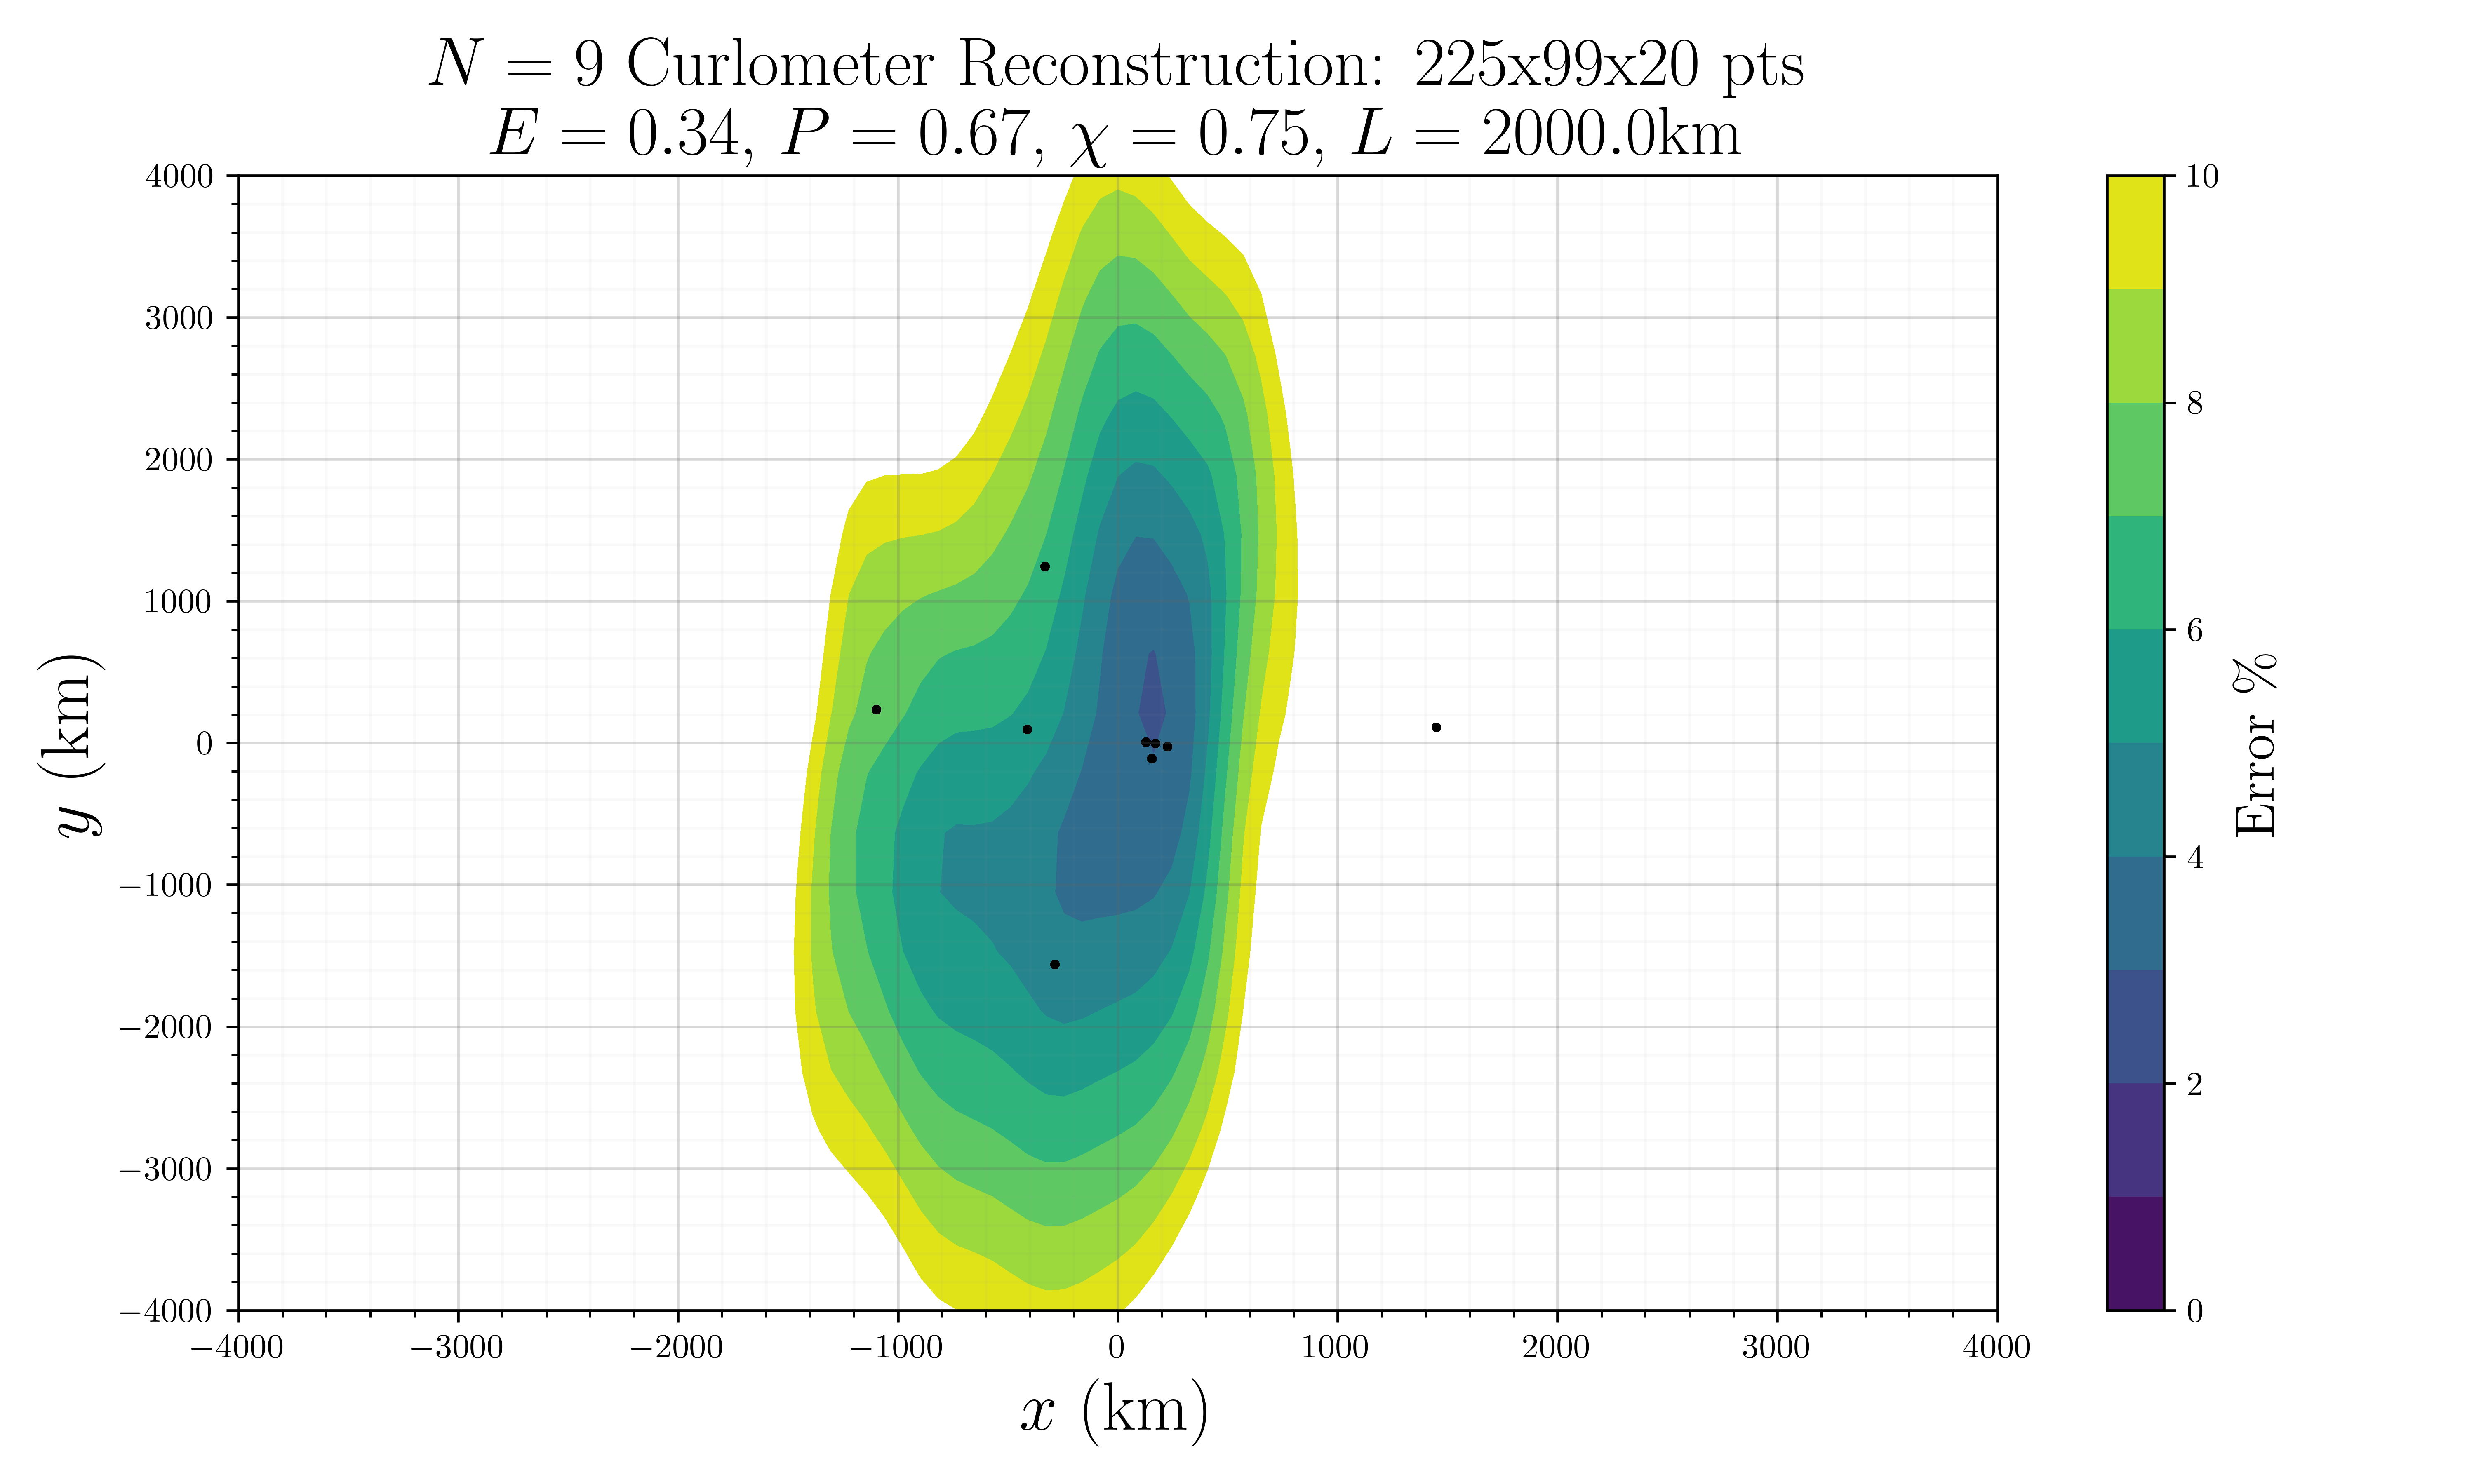 N = 9 Curlometer Reconstruction: 225x99x20 pts
E = 0.34, P = 0.67, χ = 0.75, L = 2000.0km
4000
3000
2000
1000
0
−1000
−2000
−3000
−4000
y (km)
−4000 −3000 −2000 −1000 0 1000 2000 3000 4000
x (km)
10
8
6
4
2
0
Error %